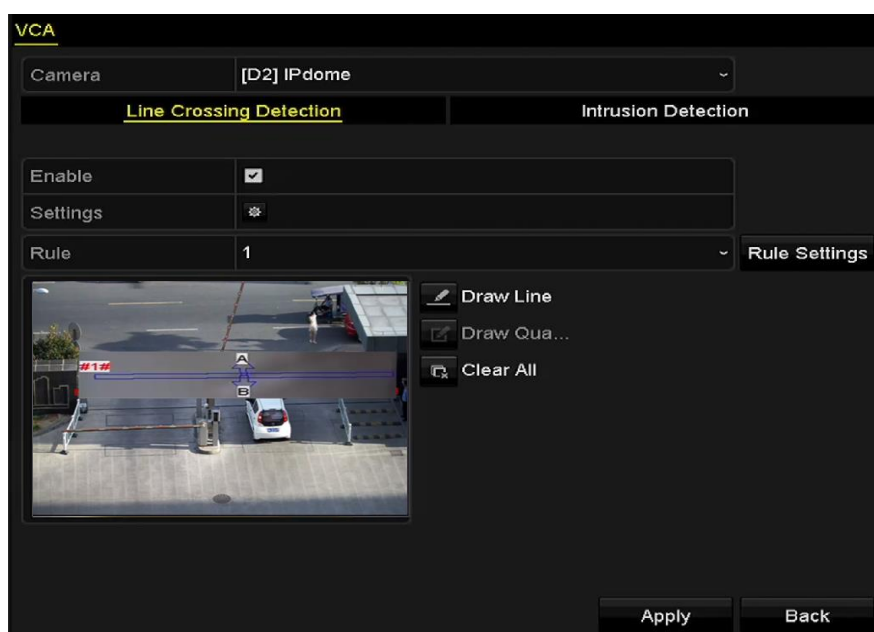 VCA
Camera [D2] IPdome
Line Crossing Detection Intrusion Detection
Enable
Settings
Rule 1 Rule Settings
Draw Line
Draw Qua...
Clear All
#1#
A
B
Apply Back